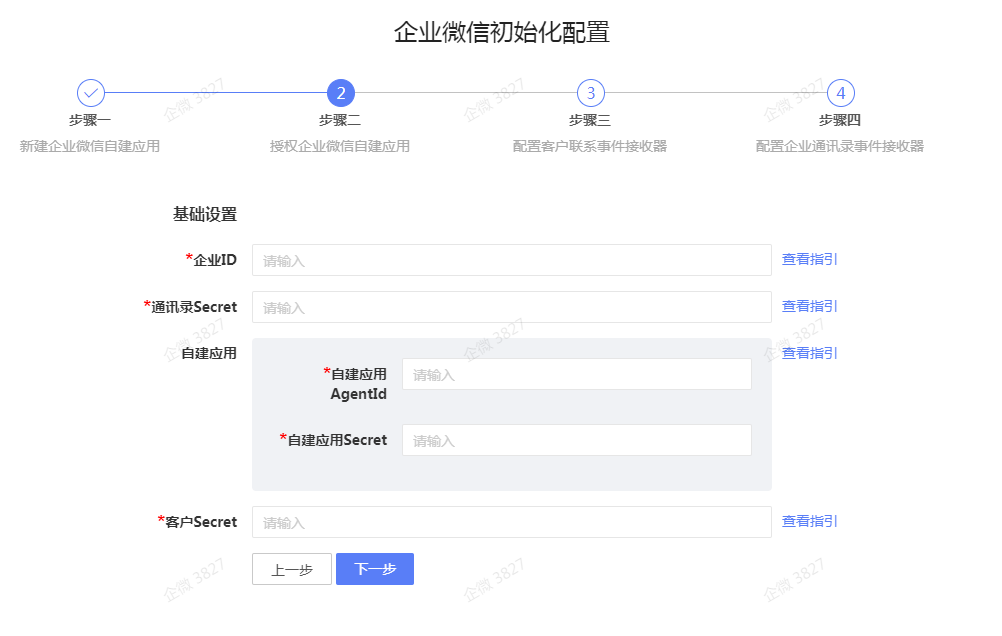 企业微信初始化配置
2 3 4
步骤一 步骤二 步骤三 步骤四
新建企业微信自建应用 授权企业微信自建应用 配置客户联系事件接收器 配置企业通讯录事件接收器
企微 3827 企微 3827 企微 3827
基础设置
*企业ID 请输入 查看指引
*通讯录Secret 请输入 查看指引
企微 3827 企微 3827 企微 3827
自建应用 查看指引
*自建应用 请输入
AgentId
*自建应用Secret 请输入
*客户Secret 请输入 查看指引
上一步 下一步
企微 3827 企微 3827 企微 3827